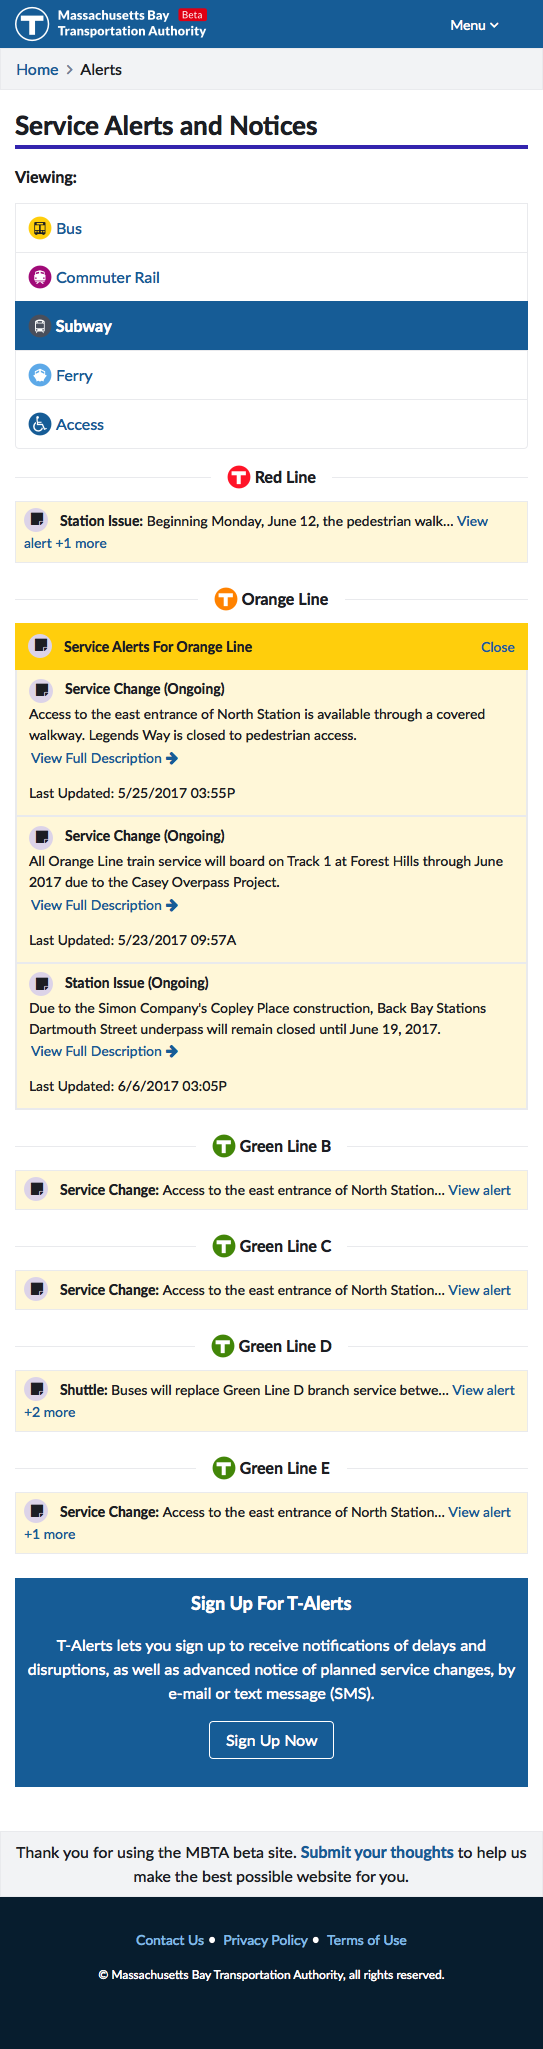 Massachusetts Bay Beta
Transportation Authority
Menu
Home > Alerts
Service Alerts and Notices
Viewing:
Bus
Commuter Rail
Subway
Ferry
Access
T Red Line
Station Issue: Beginning Monday, June 12, the pedestrian walk... View
alert +1 more
T Orange Line
Service Alerts For Orange Line Close
Service Change (Ongoing)
Access to the east entrance of North Station is available through a covered
walkway. Legends Way is closed to pedestrian access.
View Full Description
Last Updated: 5/25/2017 03:55P
Service Change (Ongoing)
All Orange Line train service will board on Track 1 at Forest Hills through June
2017 due to the Casey Overpass Project.
View Full Description
Last Updated: 5/23/2017 09:57A
Station Issue (Ongoing)
Due to the Simon Company's Copley Place construction, Back Bay Stations
Dartmouth Street underpass will remain closed until June 19, 2017.
View Full Description
Last Updated: 6/6/2017 03:05P
T Green Line B
Service Change: Access to the east entrance of North Station... View alert
T Green Line C
Service Change: Access to the east entrance of North Station... View alert
T Green Line D
Shuttle: Buses will replace Green Line D branch service betwe... View alert
+2 more
T Green Line E
Service Change: Access to the east entrance of North Station... View alert
+1 more
Sign Up For T-Alerts
T-Alerts lets you sign up to receive notifications of delays and
disruptions, as well as advanced notice of planned service changes, by
e-mail or text message (SMS).
Sign Up Now
Thank you for using the MBTA beta site. Submit your thoughts to help us
make the best possible website for you.
Contact Us • Privacy Policy • Terms of Use
© Massachusetts Bay Transportation Authority, all rights reserved.